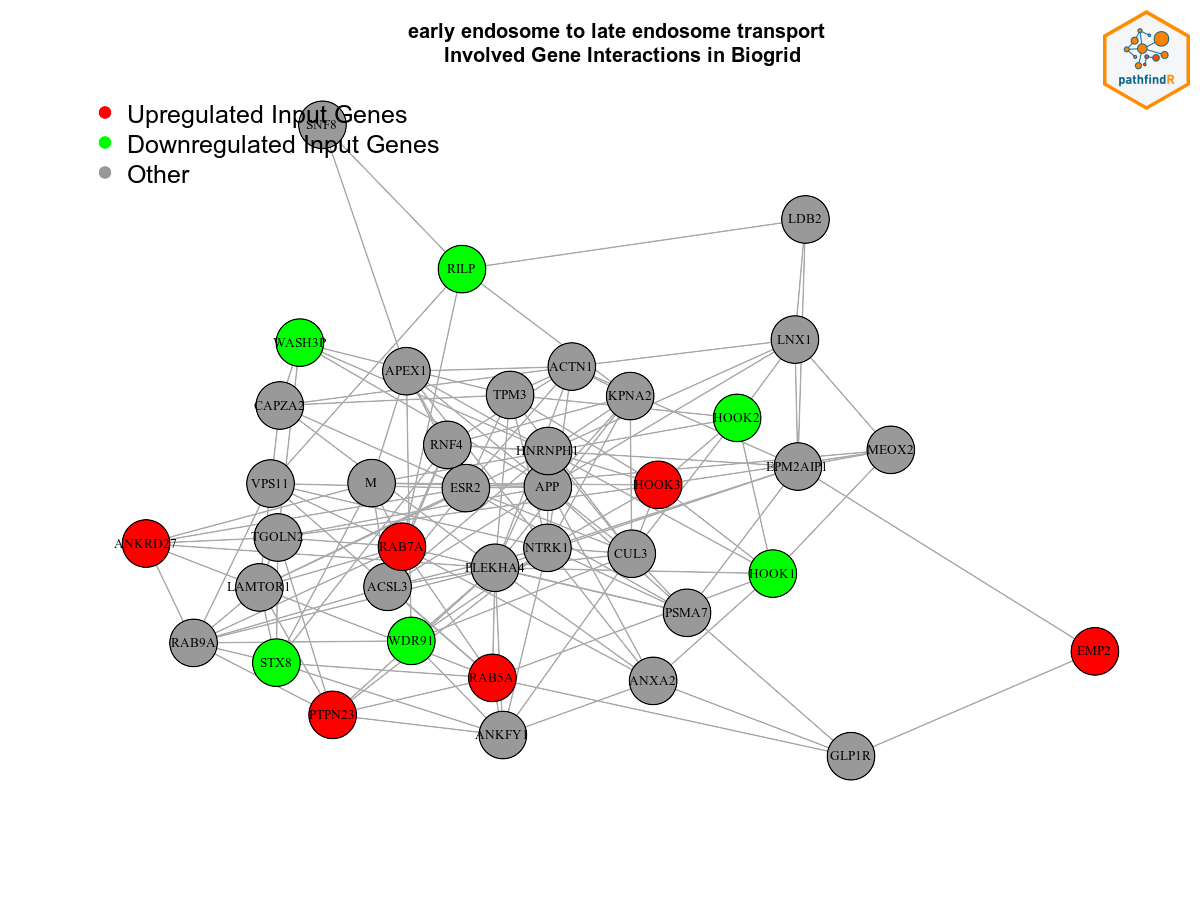 early endosome to late endosome transport
Involved Gene Interactions in Biogrid
pathfindR
Upregulated Input Genes
SNF8
Downregulated Input Genes
Other
LDB2
RILP
WASH3P
LNX1
APEX1
ACTN1
TPM3
KPNA2
CAPZA2
HOOK2
RNF4
HNRNPH1
MEOX2
EPM2AIP1
VPS11
M
ESR2
APP
HOOK3
ANKRD27
TGOLN2
RAB7A
NTRK1
CUL3
PLEKHA4
HOOK1
LAMTOR1
ACSL3
PSMA7
RAB9A
WDR91
EMP2
STX8
RAB5A
ANXA2
PTPN23
ANKFY1
GLP1R